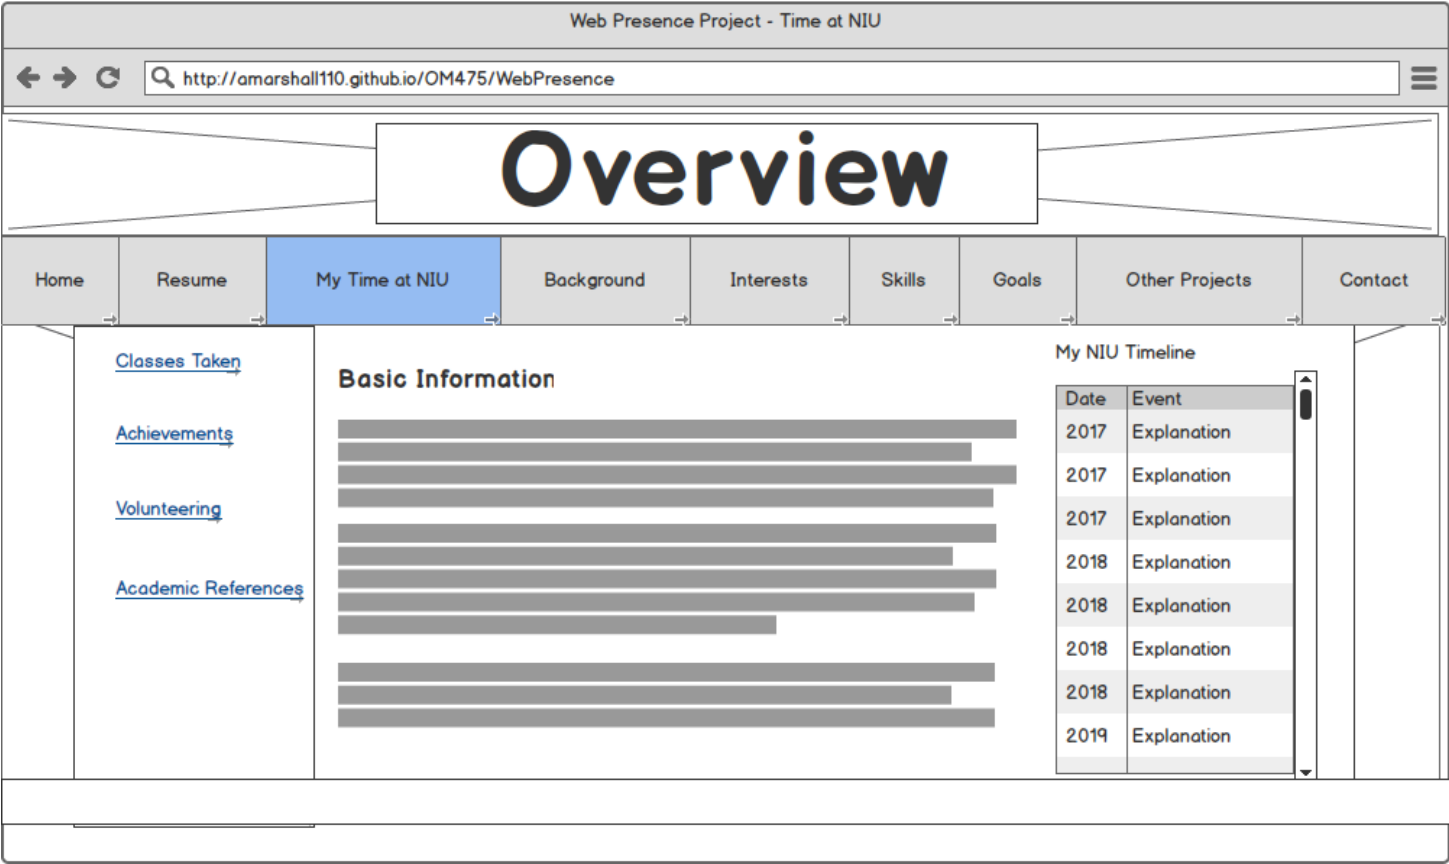 Web Presence Project - Time at NIU
http://amarshall110.github.io/OM475/WebPresence
Overview
Home Resume My Time at NIU Background Interests Skills Goals Other Projects Contact
Classes Taken
Achievements
Volunteering
Academic References
Basic Information
My NIU Timeline
Date Event
2017 Explanation
2017 Explanation
2017 Explanation
2018 Explanation
2018 Explanation
2018 Explanation
2018 Explanation
2019 Explanation